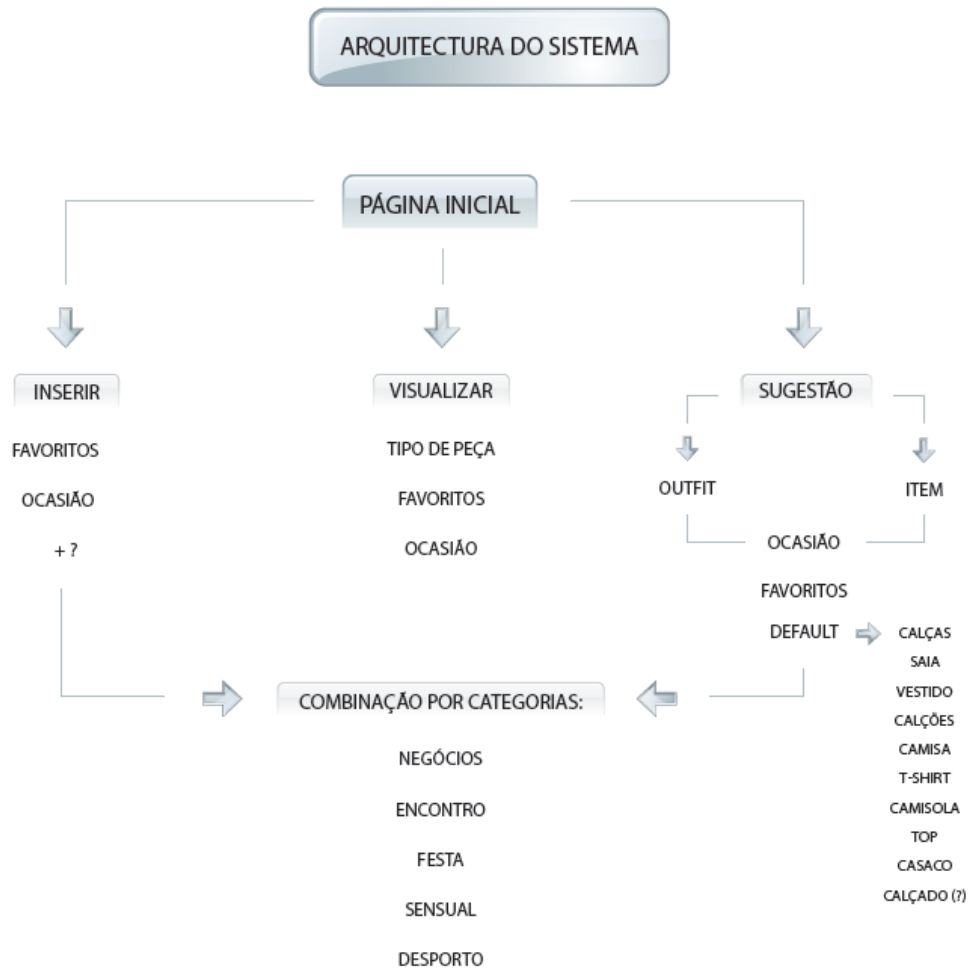 ARQUITECTURA DO SISTEMA
PÁGINA INICIAL
INSERIR
FAVORITOS
OCASIÃO
+ ?
VISUALIZAR
TIPO DE PEÇA
FAVORITOS
OCASIÃO
SUGESTÃO
OUTFIT
ITEM
OCASIÃO
FAVORITOS
DEFAULT
CALÇAS
SAIA
VESTIDO
CALÇÕES
CAMISA
T-SHIRT
CAMISOLA
TOP
CASACO
CALÇADO (?)
COMBINAÇÃO POR CATEGORIAS:
NEGÓCIOS
ENCONTRO
FESTA
SENSUAL
DESPORTO